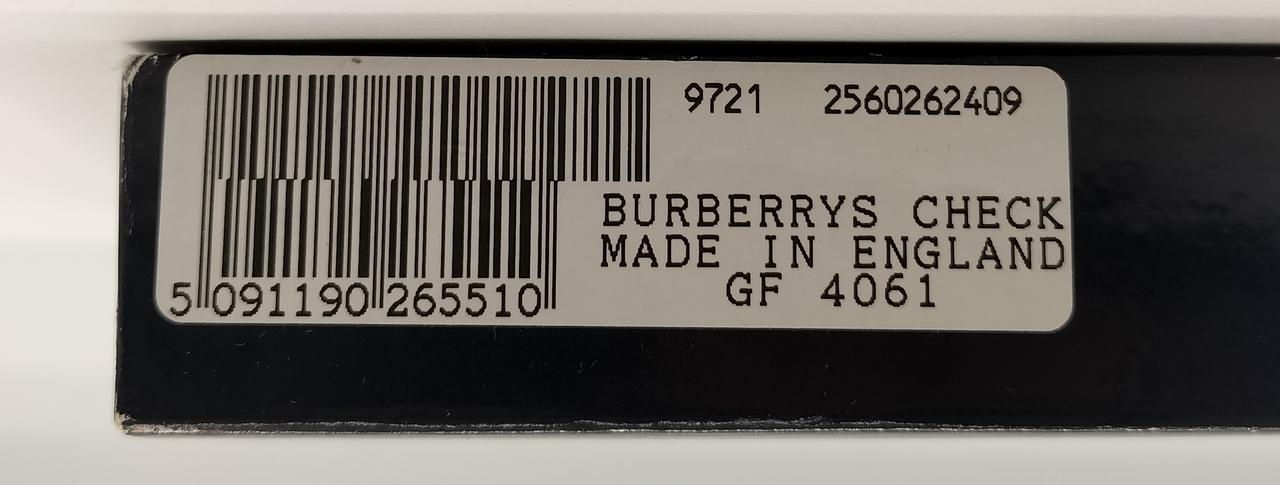 9721 2560262409
BURBERRYS CHECK
MADE IN ENGLAND
GF 4061
5 091190 265510